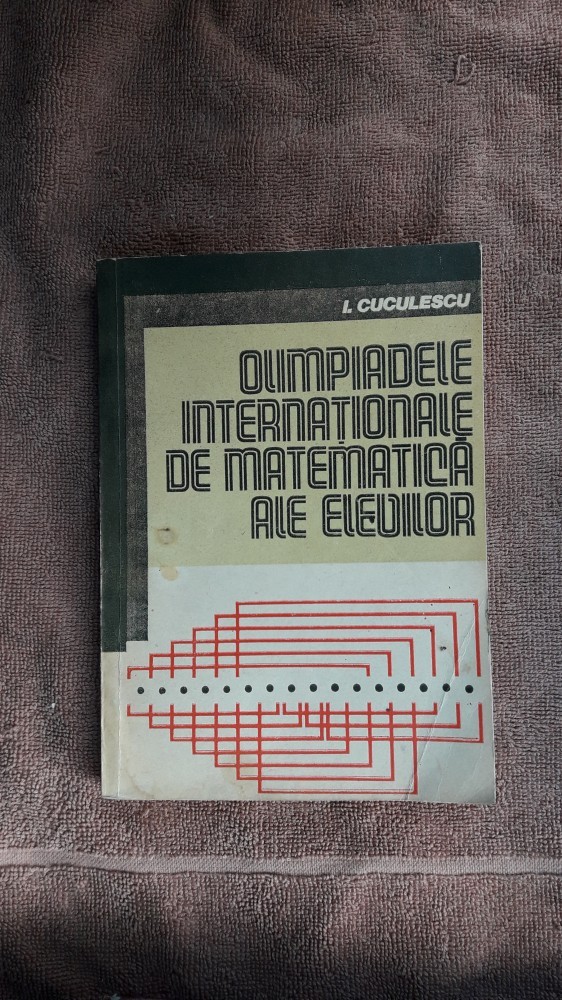 I. CUCULESCU
OLIMPIADELE
INTERNAȚIONALE
DE MATEMATICĂ
ALE ELEVILOR